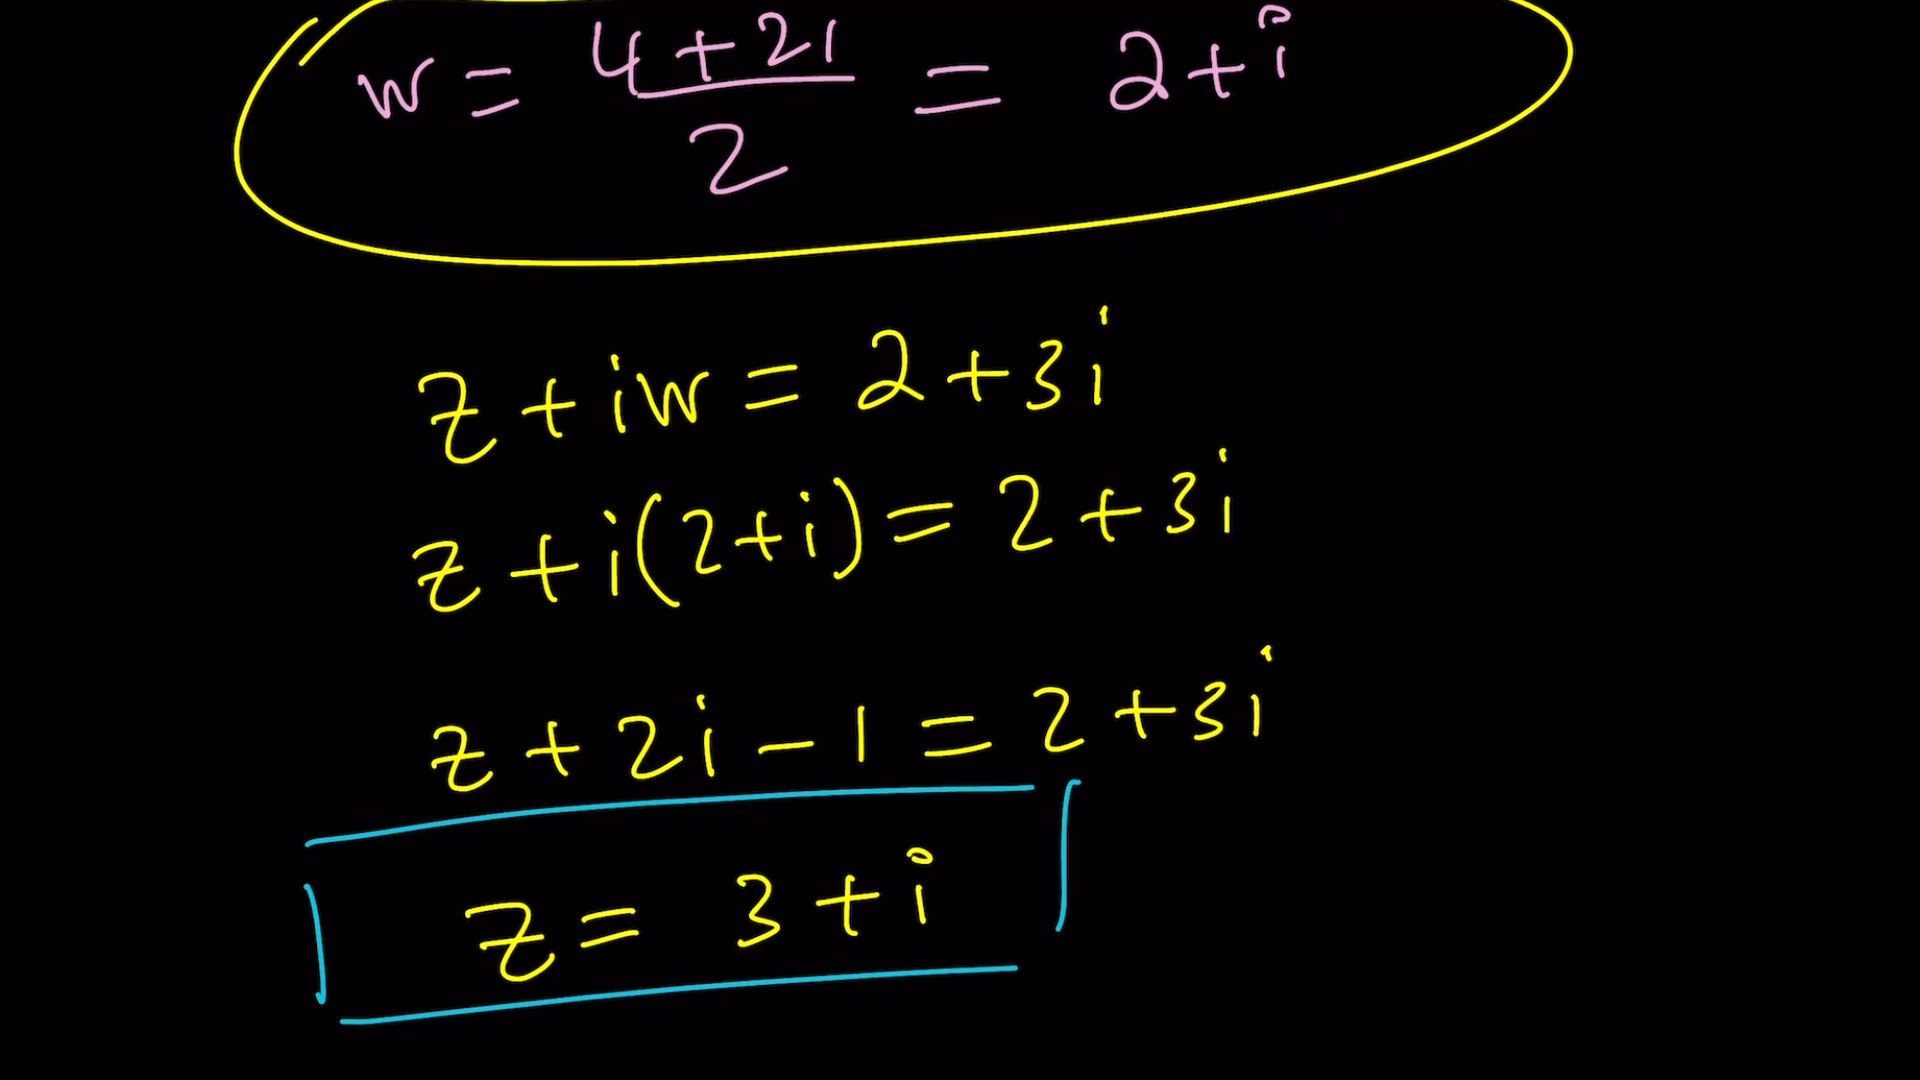 w = (4+2i)/2 = 2+i
z + iw = 2+3i
z + i(2+i) = 2+3i
z + 2i − 1 = 2+3i
z = 3+i